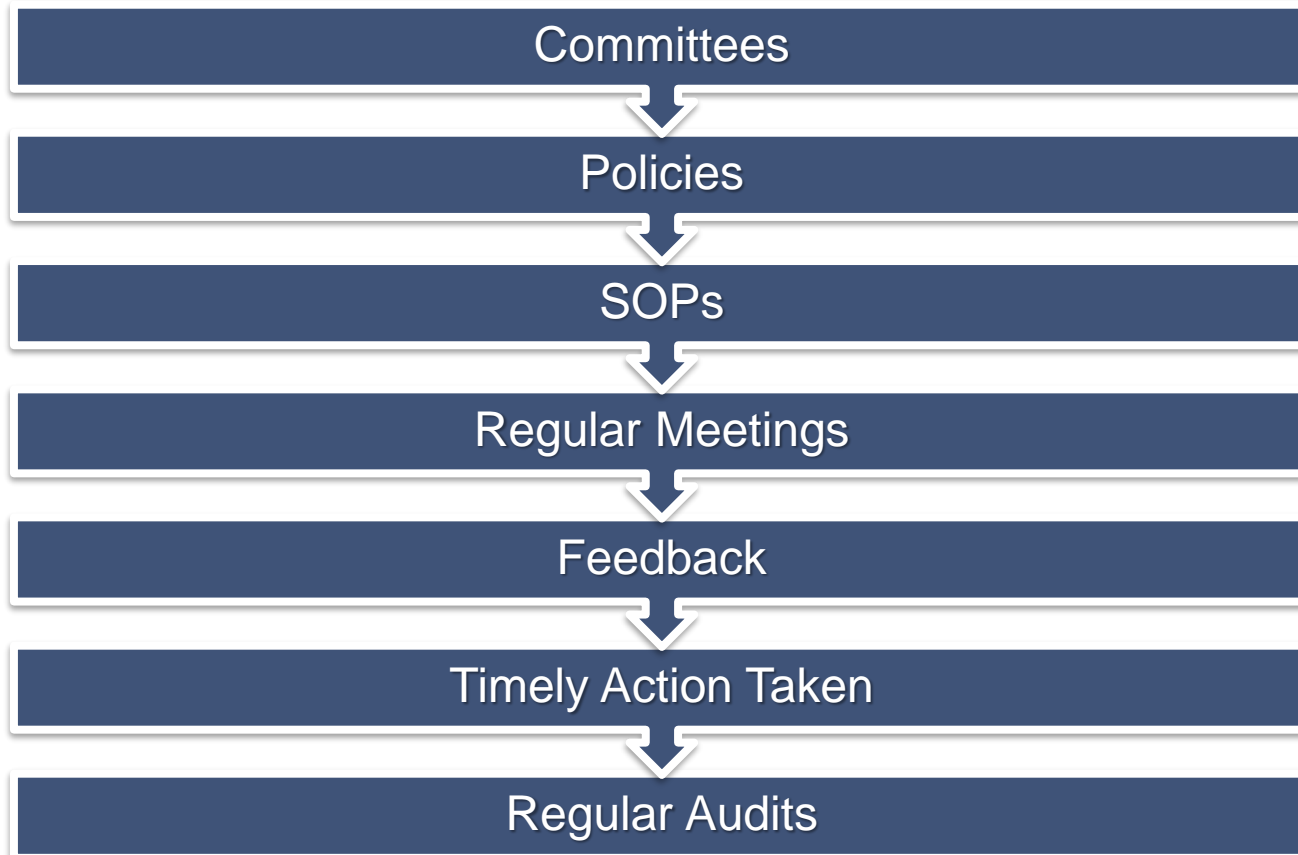 Committees
Policies
SOPs
Regular Meetings
Feedback
Timely Action Taken
Regular Audits